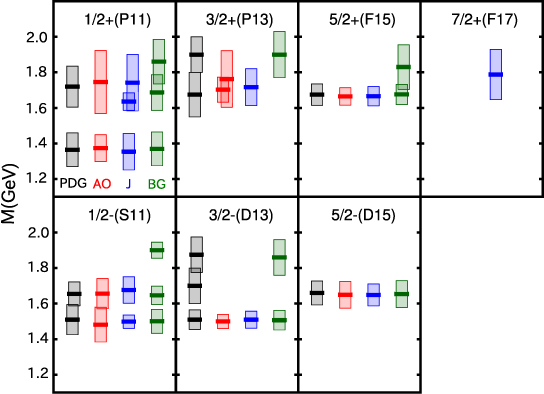 1/2+(P11) 3/2+(P13) 5/2+(F15) 7/2+(F17)
2.0
1.8
1.6
1.4
1.2
PDG AO J BG
M(GeV)
1/2-(S11) 3/2-(D13) 5/2-(D15)
2.0
1.8
1.6
1.4
1.2